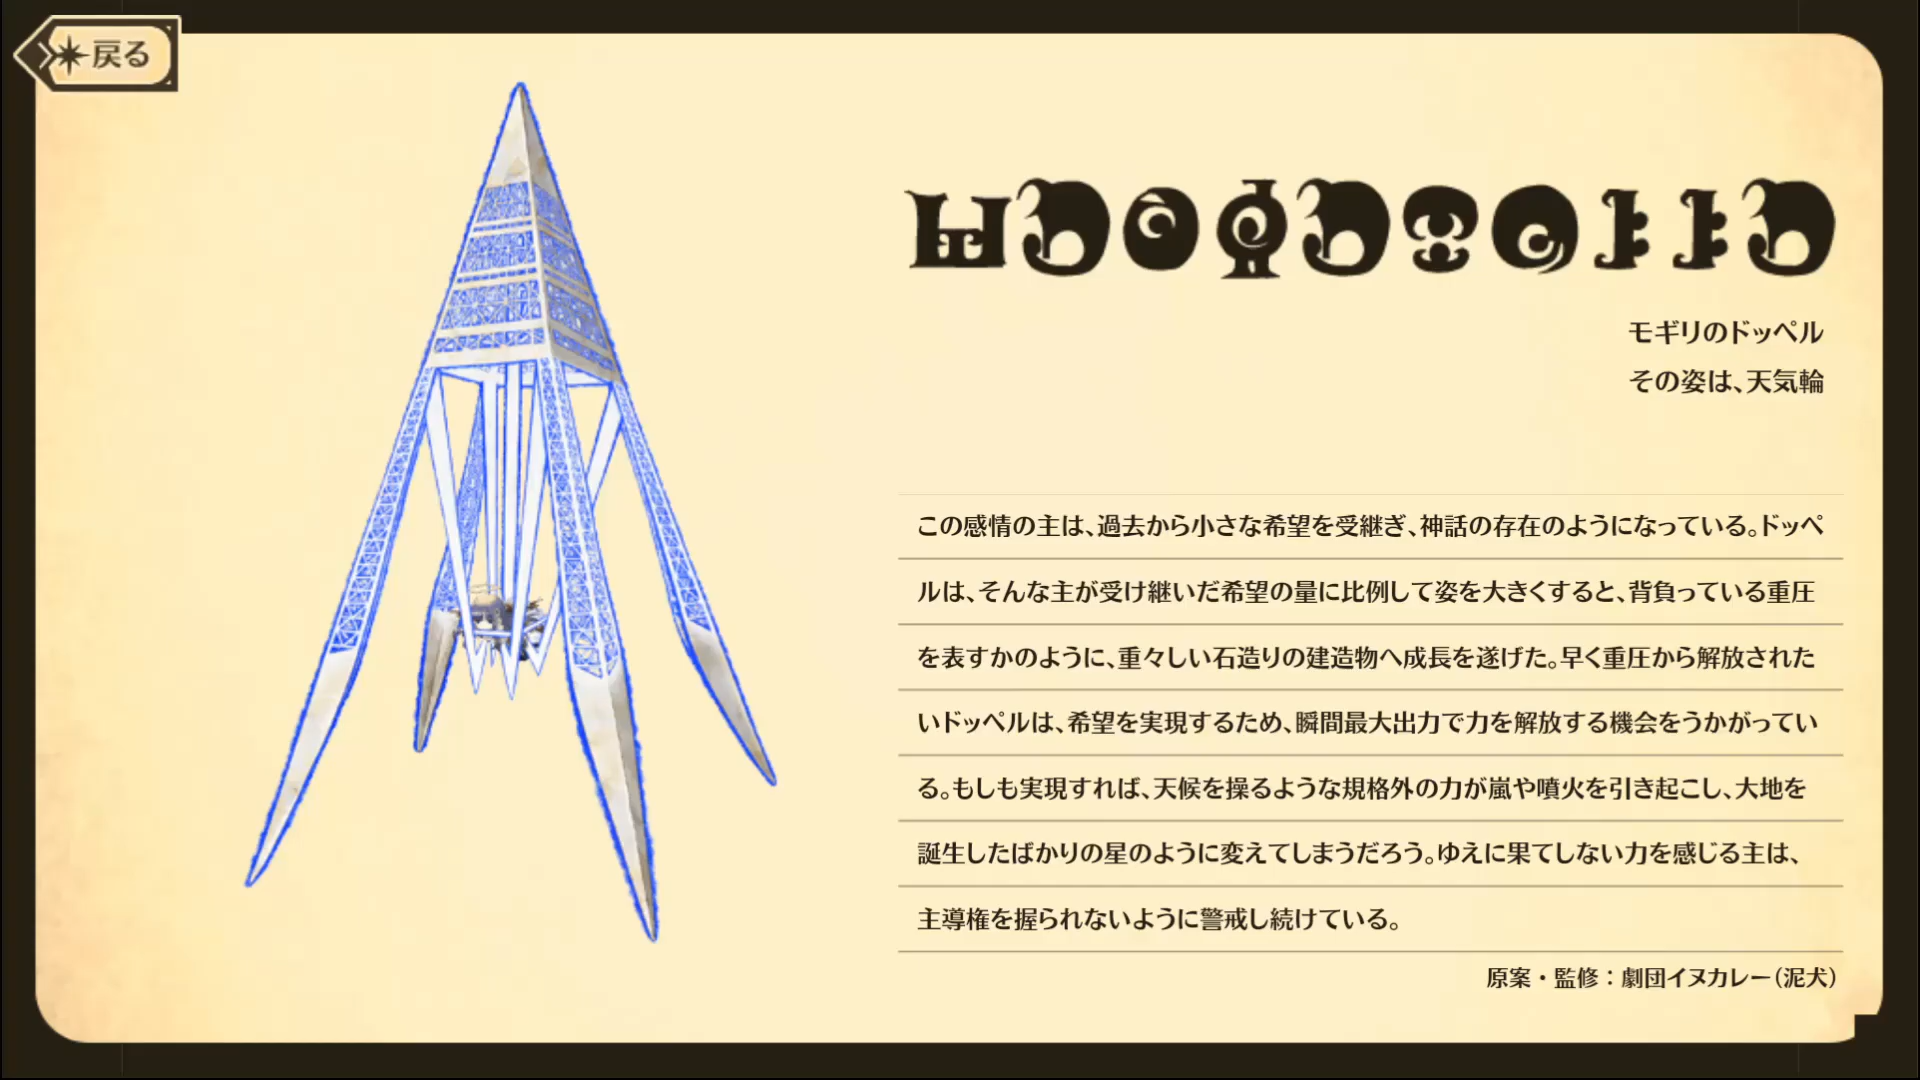 戻る
モギリのドッペル
その姿は、天気輪
この感情の主は、過去から小さな希望を受継ぎ、神話の存在のようになっている。ドッペ
ルは、そんな主が受け継いだ希望の量に比例して姿を大きくすると、背負っている重圧
を表すかのように、重々しい石造りの建造物へ成長を遂げた。早く重圧から解放された
いドッペルは、希望を実現するため、瞬間最大出力で力を解放する機会をうかがってい
る。もしも実現すれば、天候を操るような規格外の力が嵐や噴火を引き起こし、大地を
誕生したばかりの星のように変えてしまうだろう。ゆえに果てしない力を感じる主は、
主導権を握られないように警戒し続けている。
原案・監修：劇団イヌカレー（泥犬）